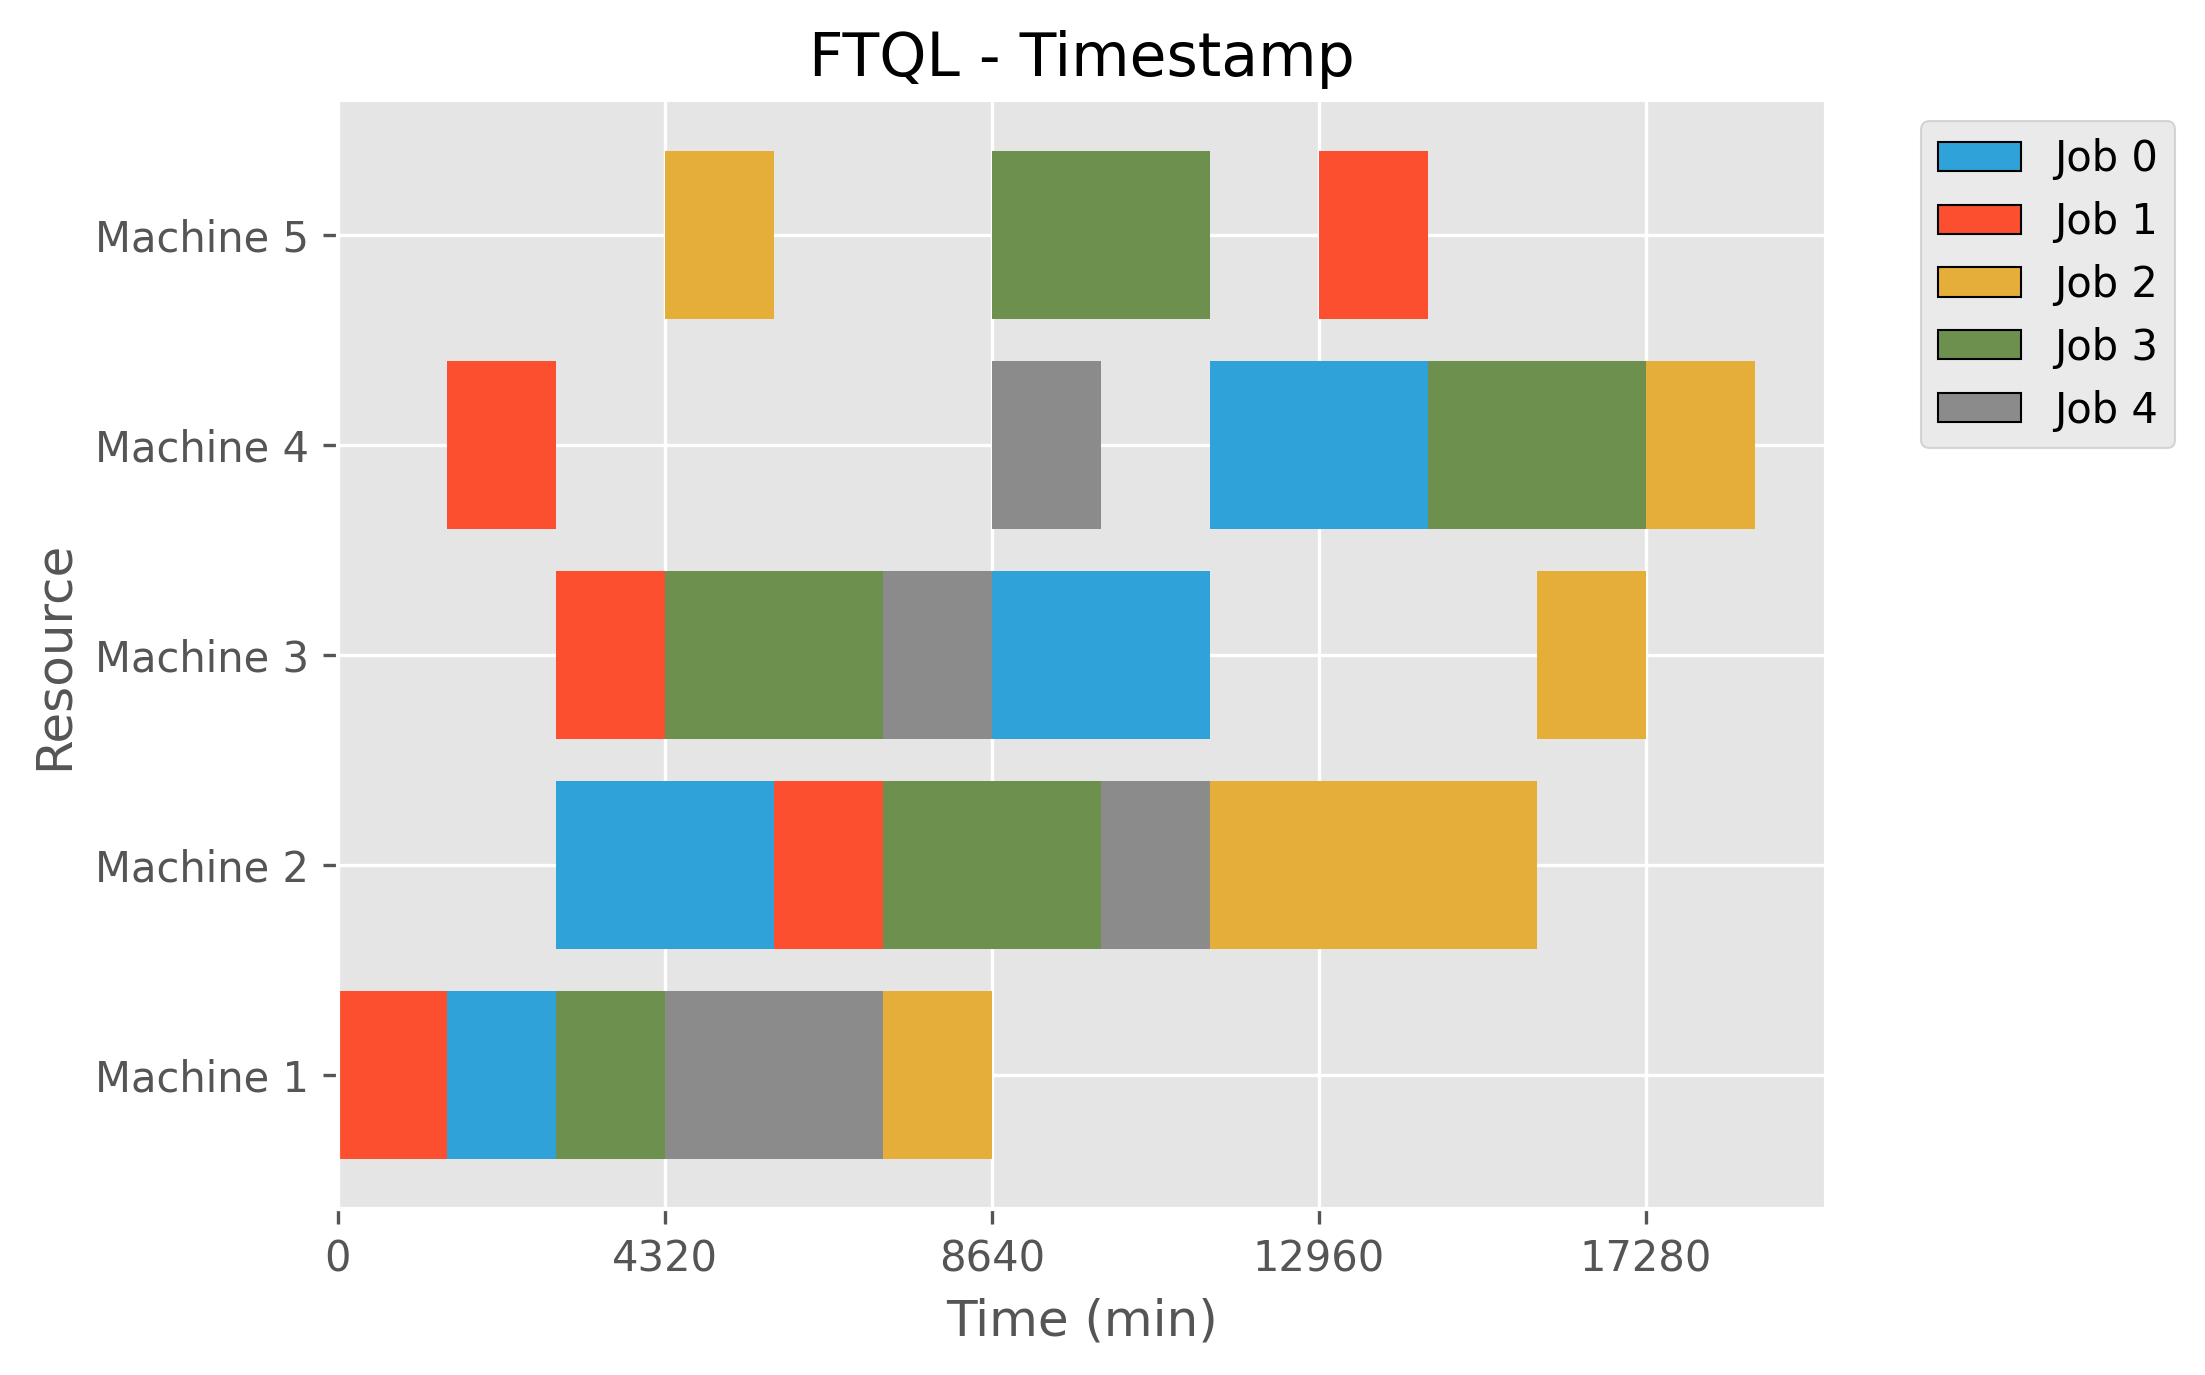 FTQL - Timestamp
Job 0
Job 1
Job 2
Job 3
Job 4
Resource
Machine 5
Machine 4
Machine 3
Machine 2
Machine 1
0 4320 8640 12960 17280
Time (min)